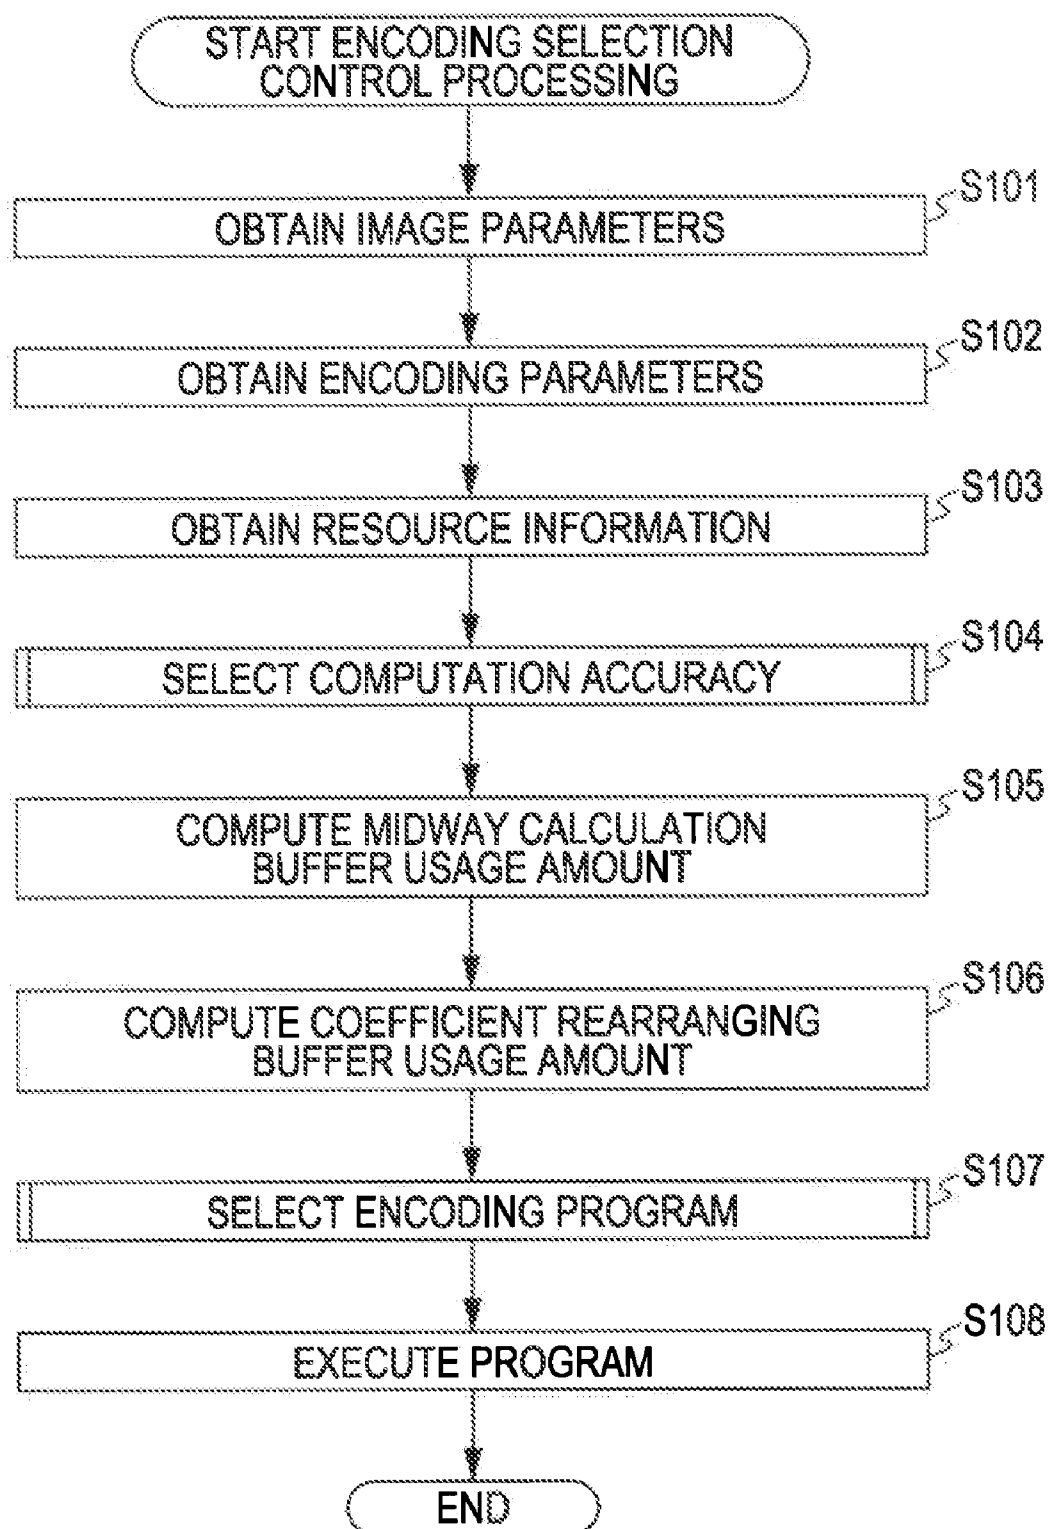 START ENCODING SELECTION
CONTROL PROCESSING
S101
OBTAIN IMAGE PARAMETERS
S102
OBTAIN ENCODING PARAMETERS
S103
OBTAIN RESOURCE INFORMATION
S104
SELECT COMPUTATION ACCURACY
S105
COMPUTE MIDWAY CALCULATION
BUFFER USAGE AMOUNT
S106
COMPUTE COEFFICIENT REARRANGING
BUFFER USAGE AMOUNT
S107
SELECT ENCODING PROGRAM
S108
EXECUTE PROGRAM
END